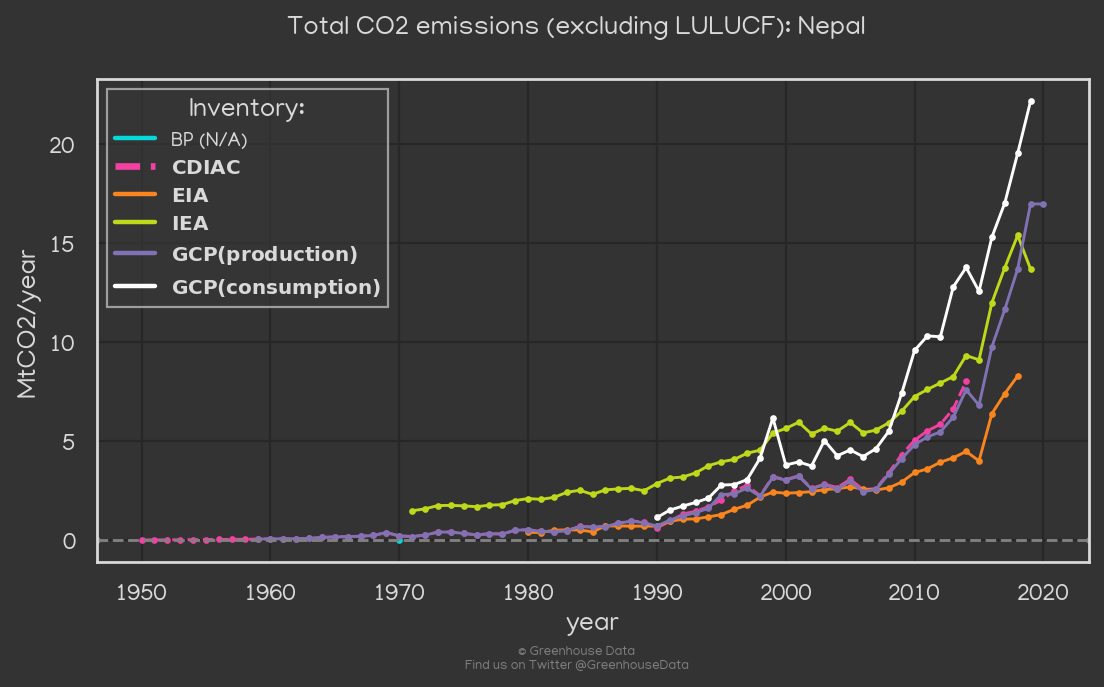 Total CO2 emissions (excluding LULUCF): Nepal
Inventory:
BP (N/A)
CDIAC
EIA
IEA
GCP(production)
GCP(consumption)
MtCO2/year
20
15
10
5
0
1950 1960 1970 1980 1990 2000 2010 2020
year
© Greenhouse Data
Find us on Twitter @GreenhouseData